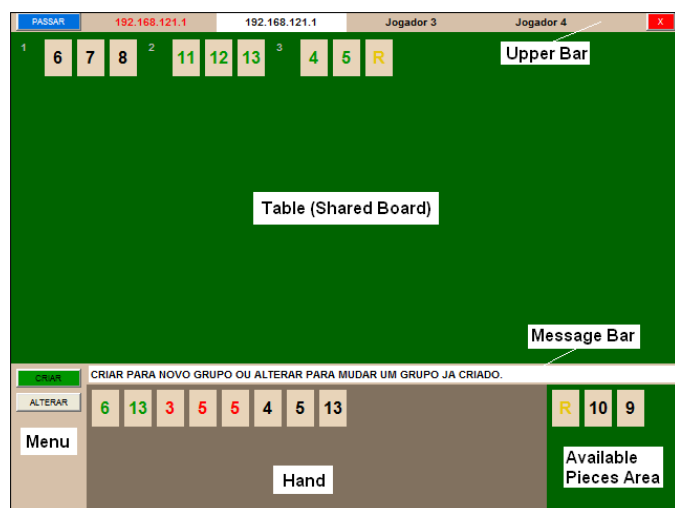 PASSAR 192.168.121.1 192.168.121.1 Jogador 3 Jogador 4 X
Upper Bar
1 6 7 8 2 11 12 13 3 4 5 R
Table (Shared Board)
Message Bar
CRIAR CRIAR PARA NOVO GRUPO OU ALTERAR PARA MUDAR UM GRUPO JA CRIADO.
ALTERAR 6 13 3 5 5 4 5 13 R 10 9
Menu
Hand
Available
Pieces Area